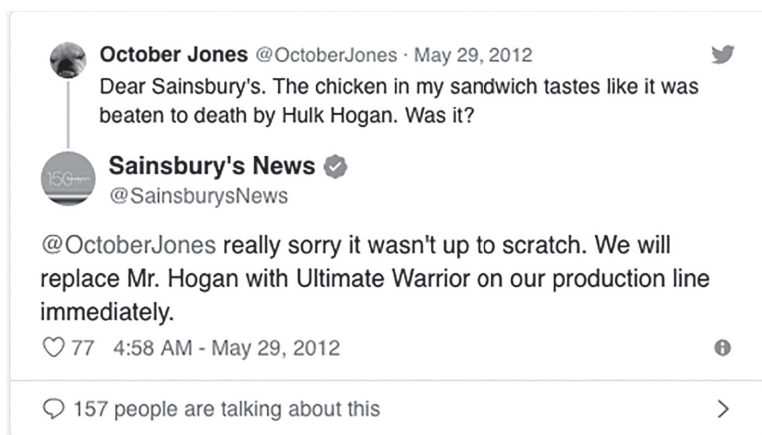 October Jones @OctoberJones · May 29, 2012
Dear Sainsbury's. The chicken in my sandwich tastes like it was
beaten to death by Hulk Hogan. Was it?
150
Sainsbury's News
@SainsburysNews
@OctoberJones really sorry it wasn't up to scratch. We will
replace Mr. Hogan with Ultimate Warrior on our production line
immediately.
77 4:58 AM - May 29, 2012
157 people are talking about this